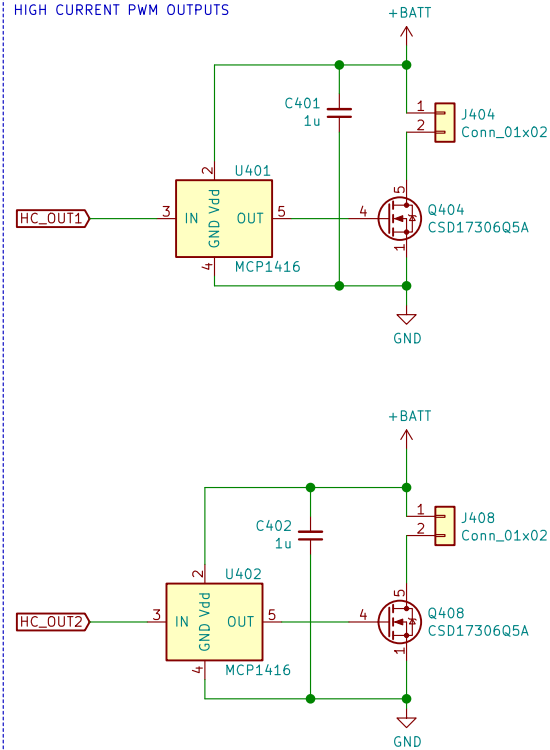 HIGH CURRENT PWM OUTPUTS
+BATT
C401
1u
1
2
J404
Conn_01x02
2
U401
5
Q404
CSD17306Q5A
HC_OUT1
3
IN
Vdd
GND
OUT
5
4
1
4
MCP1416
GND
+BATT
C402
1u
1
2
J408
Conn_01x02
2
U402
5
Q408
CSD17306Q5A
HC_OUT2
3
IN
Vdd
GND
OUT
5
4
1
4
MCP1416
GND